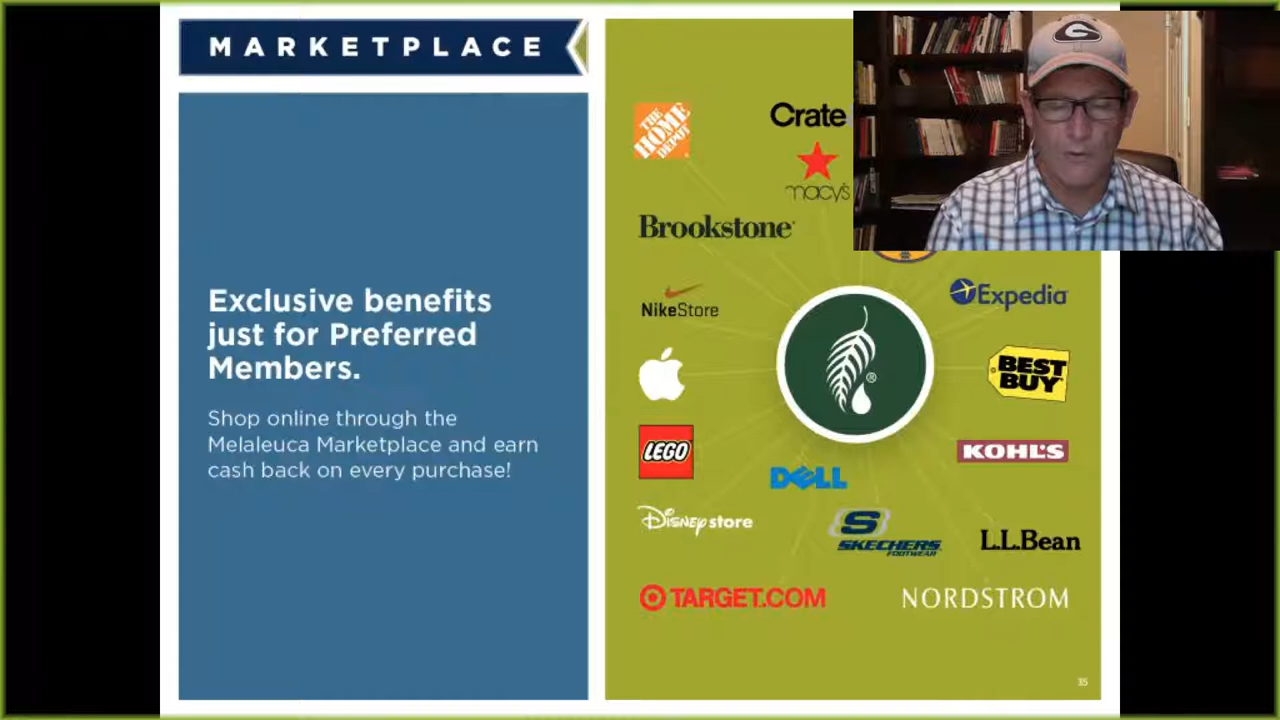 MARKETPLACE
Exclusive benefits
just for Preferred
Members.
Shop online through the
Melaleuca Marketplace and earn
cash back on every purchase!
THE
HOME
DEPOT
Crate
macy's
Brookstone
NikeStore
Expedia
BEST
BUY
LEGO
KOHL'S
DELL
Disney store
S
SKECHERS
FOOTWEAR
L.L.Bean
TARGET.COM
NORDSTROM
35
G
®